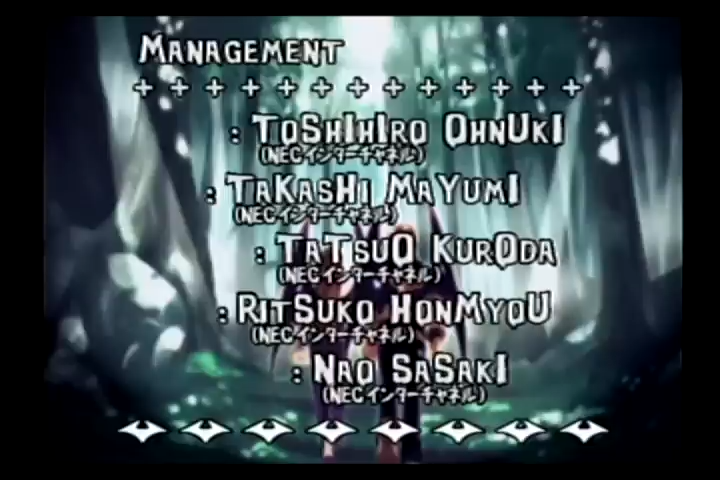 MANAGEMENT
+ + + + + + + + + + + + +
: TOSHIHIRO OHNUKI
(NECインターチャネル)
: TAKASHI MAYUMI
(NECインターチャネル)
: TATSUO KURODA
(NECインターチャネル)
: RITSUKO HONMYOU
(NECインターチャネル)
: NAO SASAKI
(NECインターチャネル)